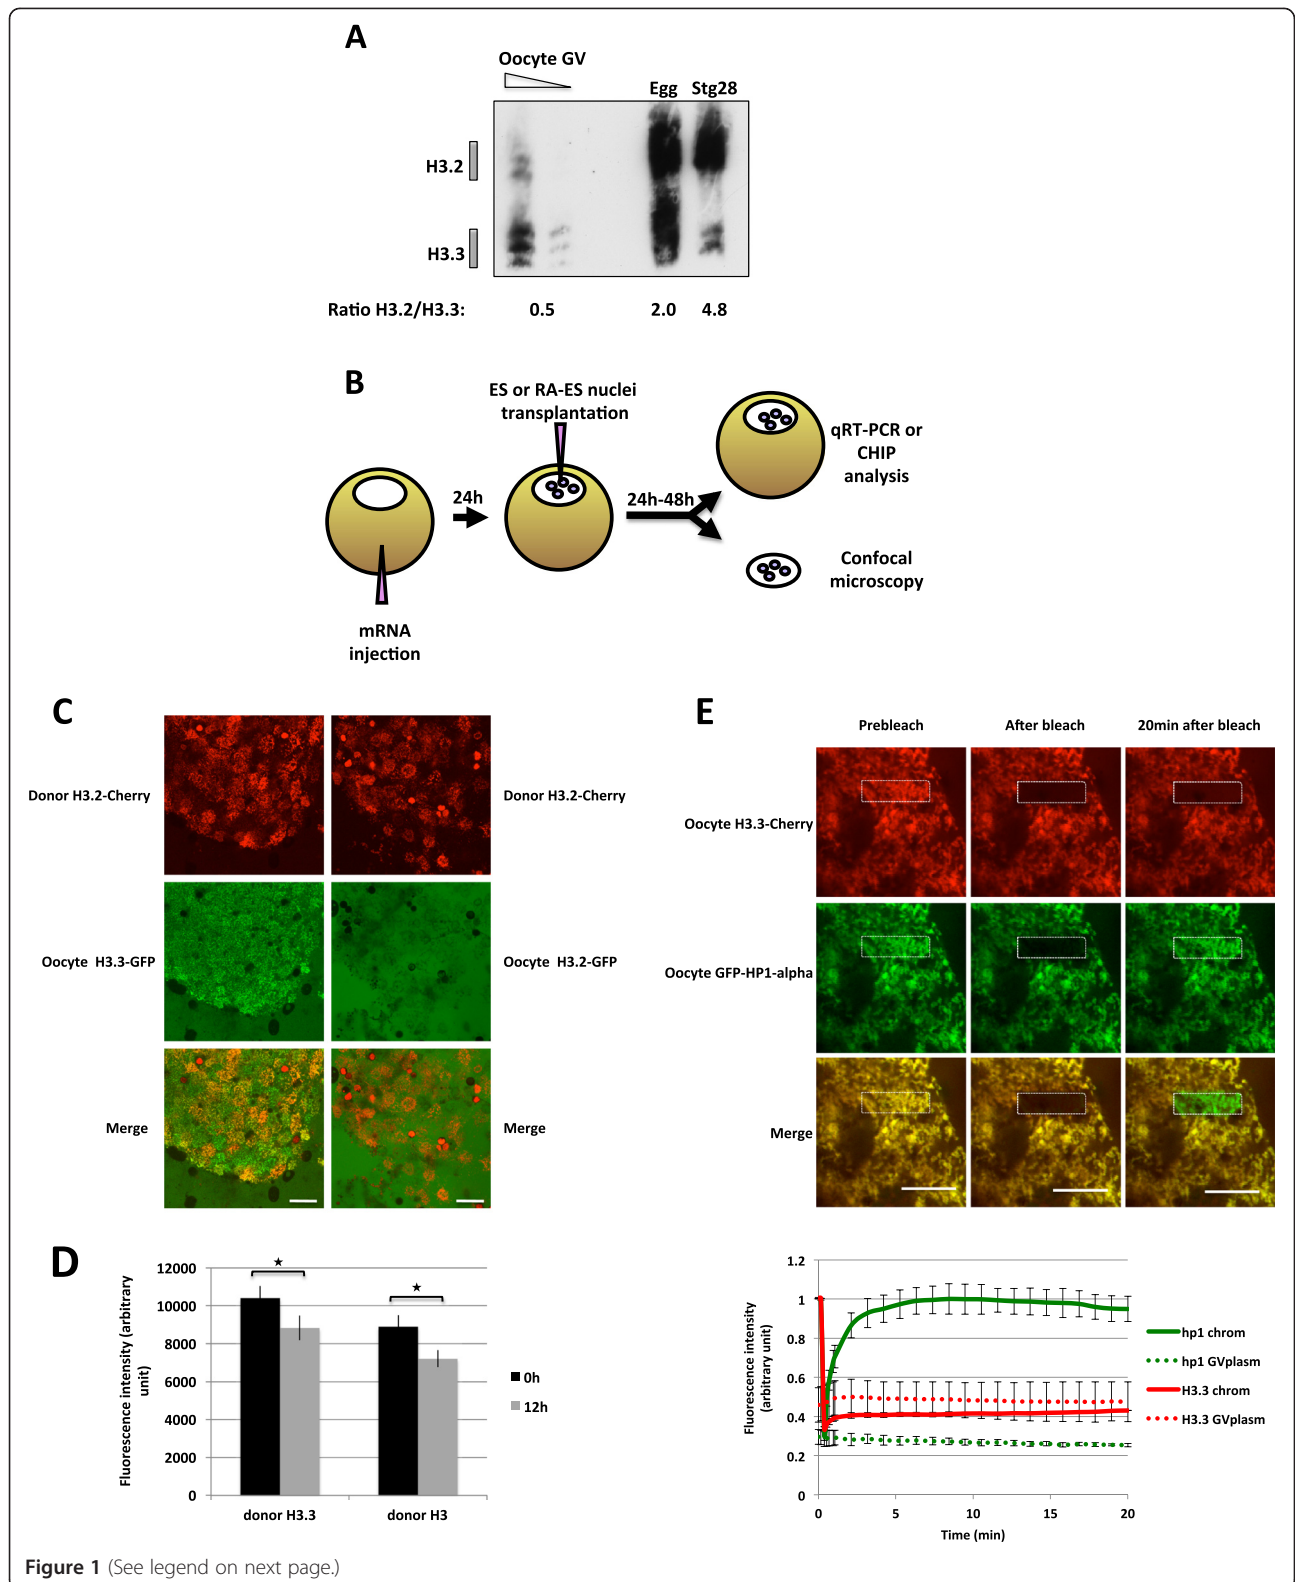 A
Oocyte GV
Egg Stg28
H3.2
H3.3
Ratio H3.2/H3.3: 0.5 2.0 4.8
B
ES or RA-ES nuclei
transplantation
24h
24h-48h
qRT-PCR or
CHIP
analysis
Confocal
microscopy
mRNA
injection
C
Donor H3.2-Cherry
Donor H3.2-Cherry
Oocyte H3.3-GFP
Oocyte H3.2-GFP
Merge
Merge
E
Prebleach After bleach 20min after bleach
Oocyte H3.3-Cherry
Oocyte GFP-HP1-alpha
Merge
D
Fluorescence intensity (arbitrary
unit)
12000
10000
8000
6000
4000
2000
0
★
★
0h
12h
donor H3.3 donor H3
Fluorescence intensity
(arbitrary unit)
1.2
1
0.8
0.6
0.4
0.2
0
0 5 10 15 20
Time (min)
hp1 chrom
hp1 GVplasm
H3.3 chrom
H3.3 GVplasm
Figure 1 (See legend on next page.)